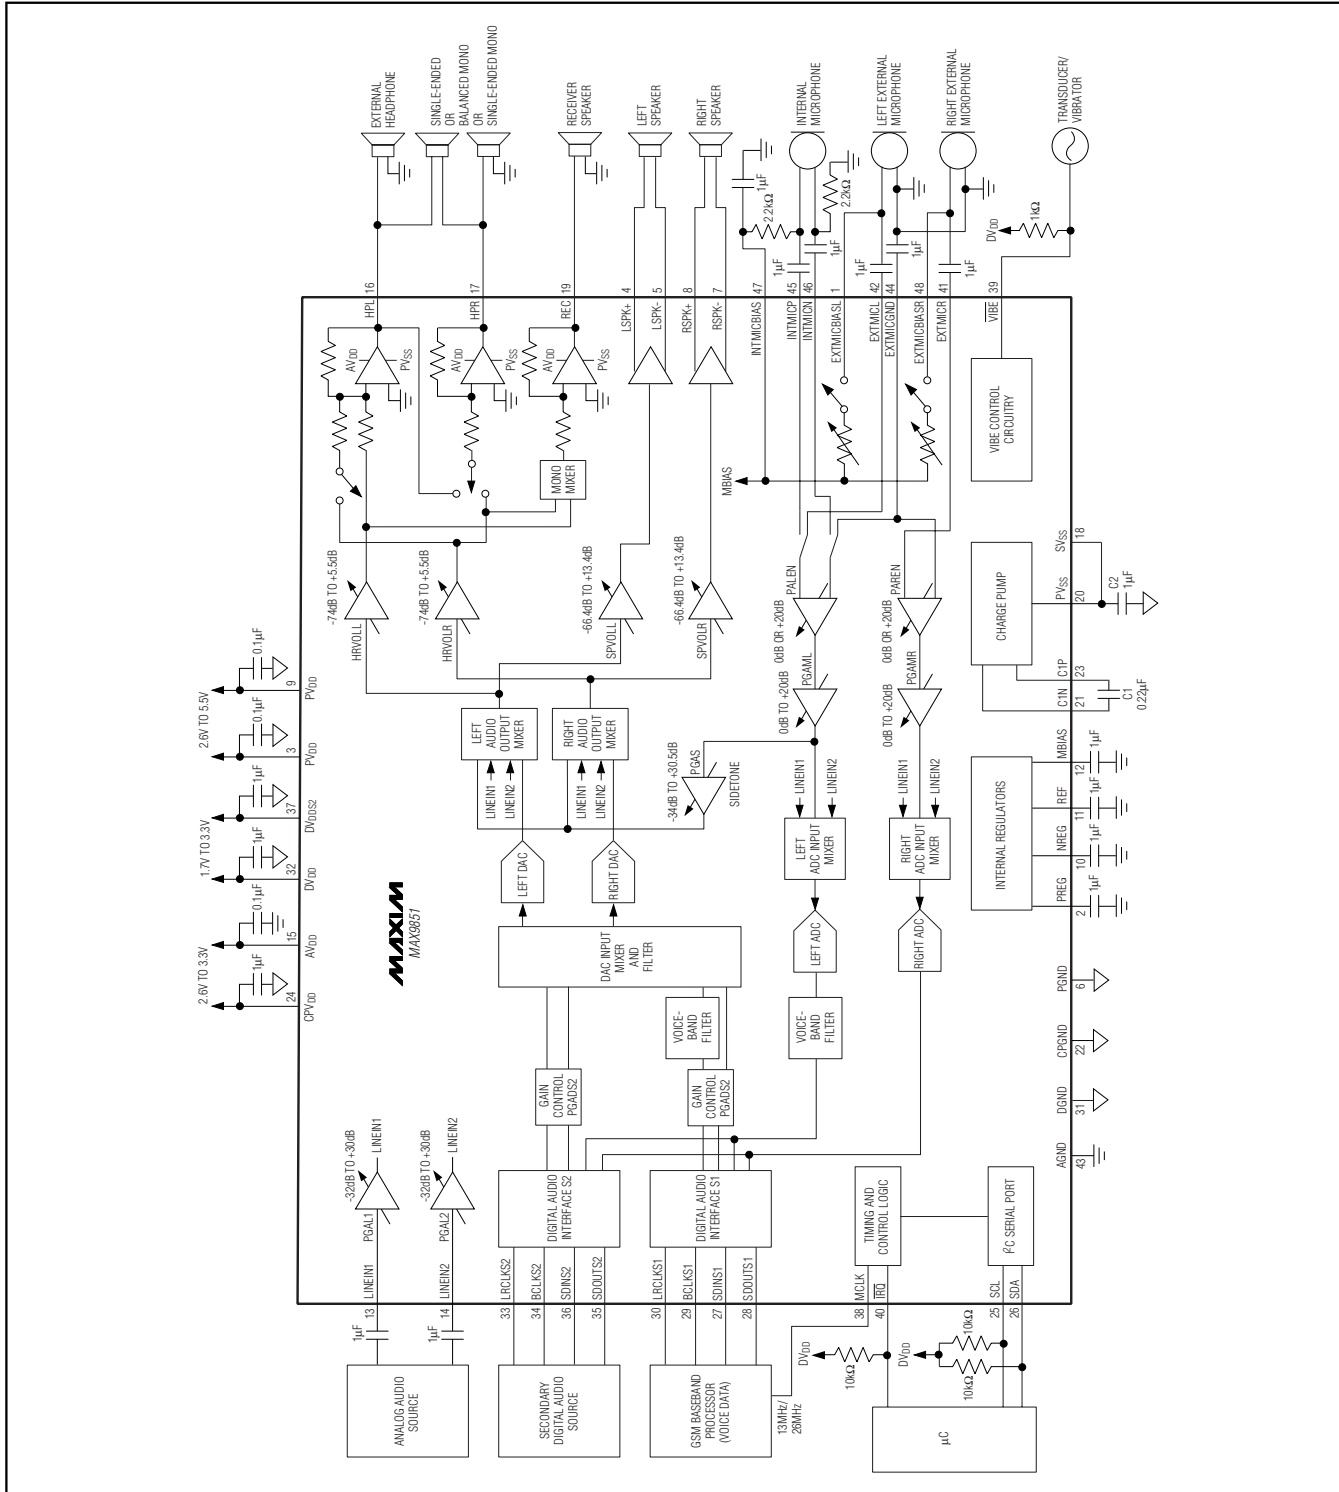 EXTERNAL
HEADPHONE
SINGLE-ENDED
OR
BALANCED MONO
OR
SINGLE-ENDED MONO
RECEIVER
SPEAKER
LEFT
SPEAKER
RIGHT
SPEAKER
INTERNAL
MICROPHONE
LEFT EXTERNAL
MICROPHONE
RIGHT EXTERNAL
MICROPHONE
TRANSDUCER/
VIBRATOR
1μF
2.2kΩ
2.2kΩ
1μF
1μF
1μF
1μF
1μF
DVDD
1kΩ
16
HPL
17
HPR
19
REC
4
LSPK+
5
LSPK-
8
RSPK+
7
RSPK-
47
INTMICBIAS
45
INTMICP
46
INTMICN
1
EXTMICBIASL
42
EXTMICL
44
EXTMICGND
48
EXTMICBIASR
41
EXTMICR
39
VIBE
AVDD
PVSS
AVDD
PVSS
AVDD
PVSS
MONO
MIXER
MBIAS
VIBE CONTROL
CIRCUITRY
-74dB TO +5.5dB
HRVOLL
-74dB TO +5.5dB
HRVOLR
-66.4dB TO +13.4dB
SPVOLL
-66.4dB TO +13.4dB
SPVOLR
PALEN
0dB OR +20dB
PAREN
0dB OR +20dB
PGAML
0dB TO +20dB
PGAMR
0dB TO +20dB
CHARGE PUMP
SVSS
18
PVSS
20
C2
1μF
C1P
23
C1N
21
C1
0.22μF
2.6V TO 5.5V
0.1μF
9
PVDD
0.1μF
3
PVDD
1.7V TO 3.3V
1μF
37
DVDDS2
1μF
32
DVDD
2.6V TO 3.3V
0.1μF
15
AVDD
1μF
24
CPVDD
LEFT
AUDIO
OUTPUT
MIXER
LINEIN1
LINEIN2
RIGHT
AUDIO
OUTPUT
MIXER
LINEIN1
LINEIN2
-34dB TO +30.5dB
PGAS
SIDETONE
LINEIN1
LINEIN2
LEFT
ADC INPUT
MIXER
LINEIN1
LINEIN2
RIGHT
ADC INPUT
MIXER
INTERNAL REGULATORS
MBIAS
12
1μF
REF
11
1μF
NREG
10
1μF
PREG
2
1μF
MAXIM
MAX9851
LEFT DAC
RIGHT DAC
DAC INPUT
MIXER
AND
FILTER
LEFT ADC
RIGHT ADC
VOICE-
BAND
FILTER
VOICE-
BAND
FILTER
GAIN
CONTROL
PGADS2
GAIN
CONTROL
PGADS2
PGND
6
CPGND
22
DGND
31
AGND
43
-32dB TO +30dB
LINEIN1
PGAL1
-32dB TO +30dB
LINEIN2
PGAL2
DIGITAL AUDIO
INTERFACE S2
DIGITAL AUDIO
INTERFACE S1
TIMING AND
CONTROL LOGIC
I²C SERIAL PORT
LINEIN1
13
1μF
LINEIN2
14
1μF
LRCLKS2
33
BCLKS2
34
SDINS2
36
SDOUTS2
35
LRCLKS1
30
BCLKS1
29
SDINS1
27
SDOUTS1
28
MCLK
38
IRQ
40
SCL
25
SDA
26
ANALOG AUDIO
SOURCE
SECONDARY
DIGITAL AUDIO
SOURCE
GSM BASEBAND
PROCESSOR
(VOICE DATA)
13MHz/
26MHz
DVDD
10kΩ
DVDD
10kΩ
10kΩ
μC